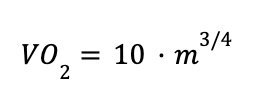 VO₂ = 10 · m^{3/4}